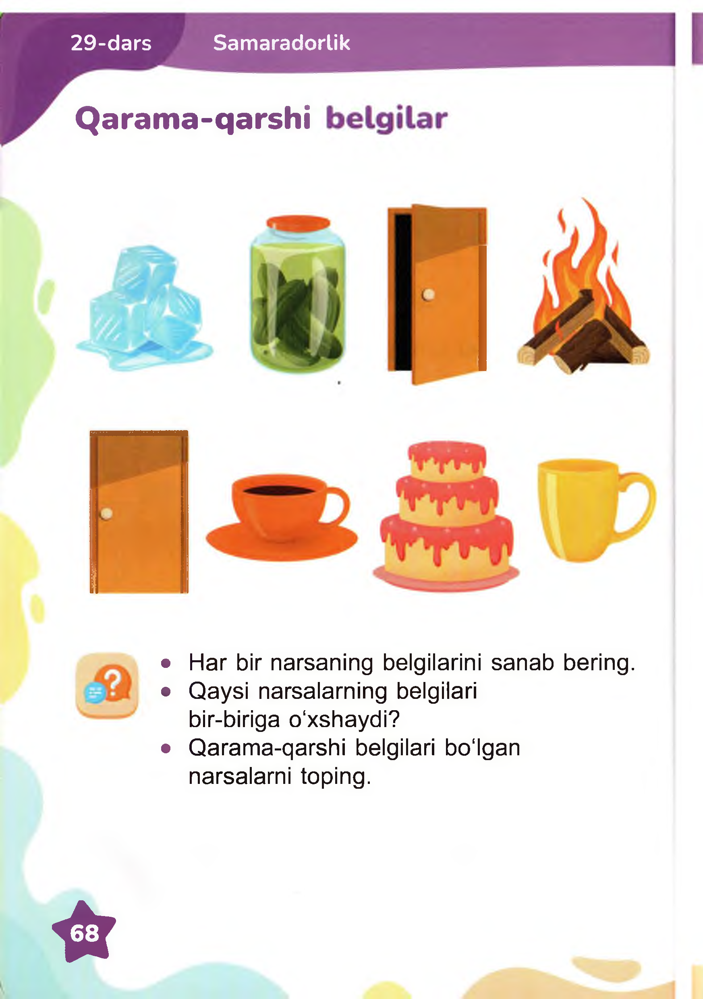 29-dars Samaradorlik
Qarama-qarshi belgilar
• Har bir narsaning belgilarini sanab bering.
• Qaysi narsalarning belgilari
bir-biriga o‘xshaydi?
• Qarama-qarshi belgilari bo‘lgan
narsalarni toping.
68